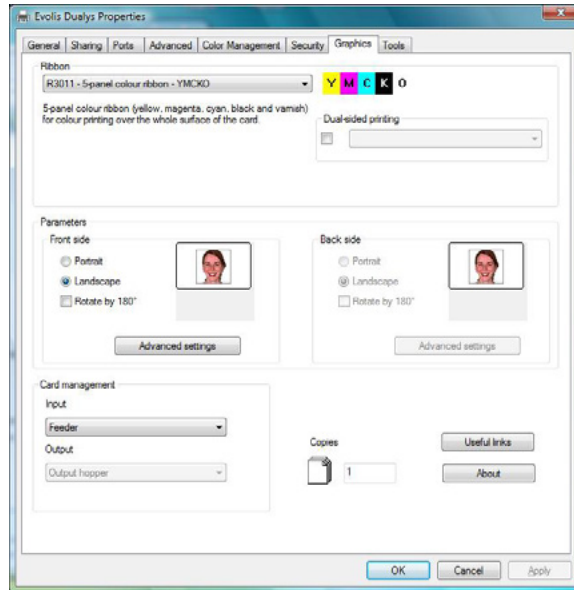 Evolis Dualys Properties
General Sharing Ports Advanced Color Management Security Graphics Tools
Ribbon
R3011 - 5-panel colour ribbon - YMCKO
Y M C K O
5-panel colour ribbon (yellow, magenta, cyan, black and varnish)
for colour printing over the whole surface of the card.
Dual-sided printing
Parameters
Front side
Portrait
Landscape
Rotate by 180°
Advanced settings
Back side
Portrait
Landscape
Rotate by 180°
Advanced settings
Card management
Input
Feeder
Output
Output hopper
Copies
1
Useful links
About
OK Cancel Apply